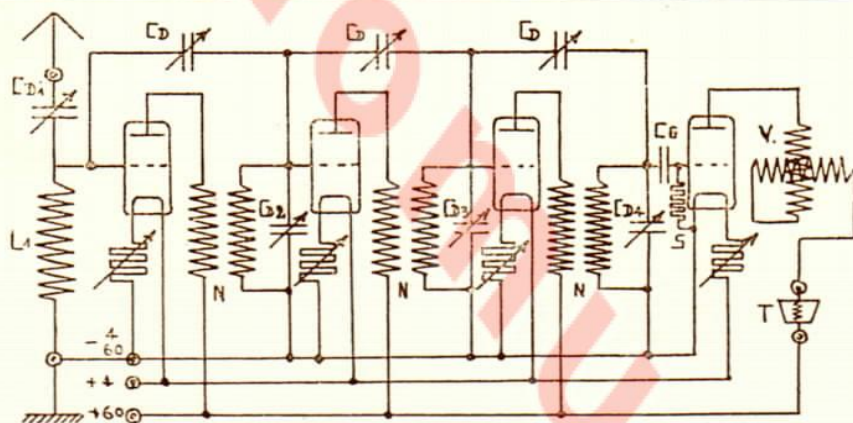 CD CD CD
CD1
CG V.
L1 CD2 CD3 CD4 S
N N N T
- 4
60
+4
+60